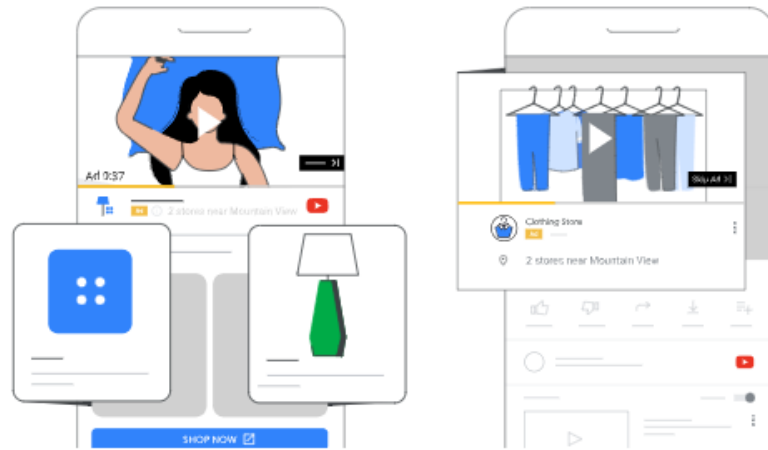 Ad 0:37
Ad
2 stores near Mountain View
SHOP NOW
Skip Ad
Clothing Store
Ad
2 stores near Mountain View